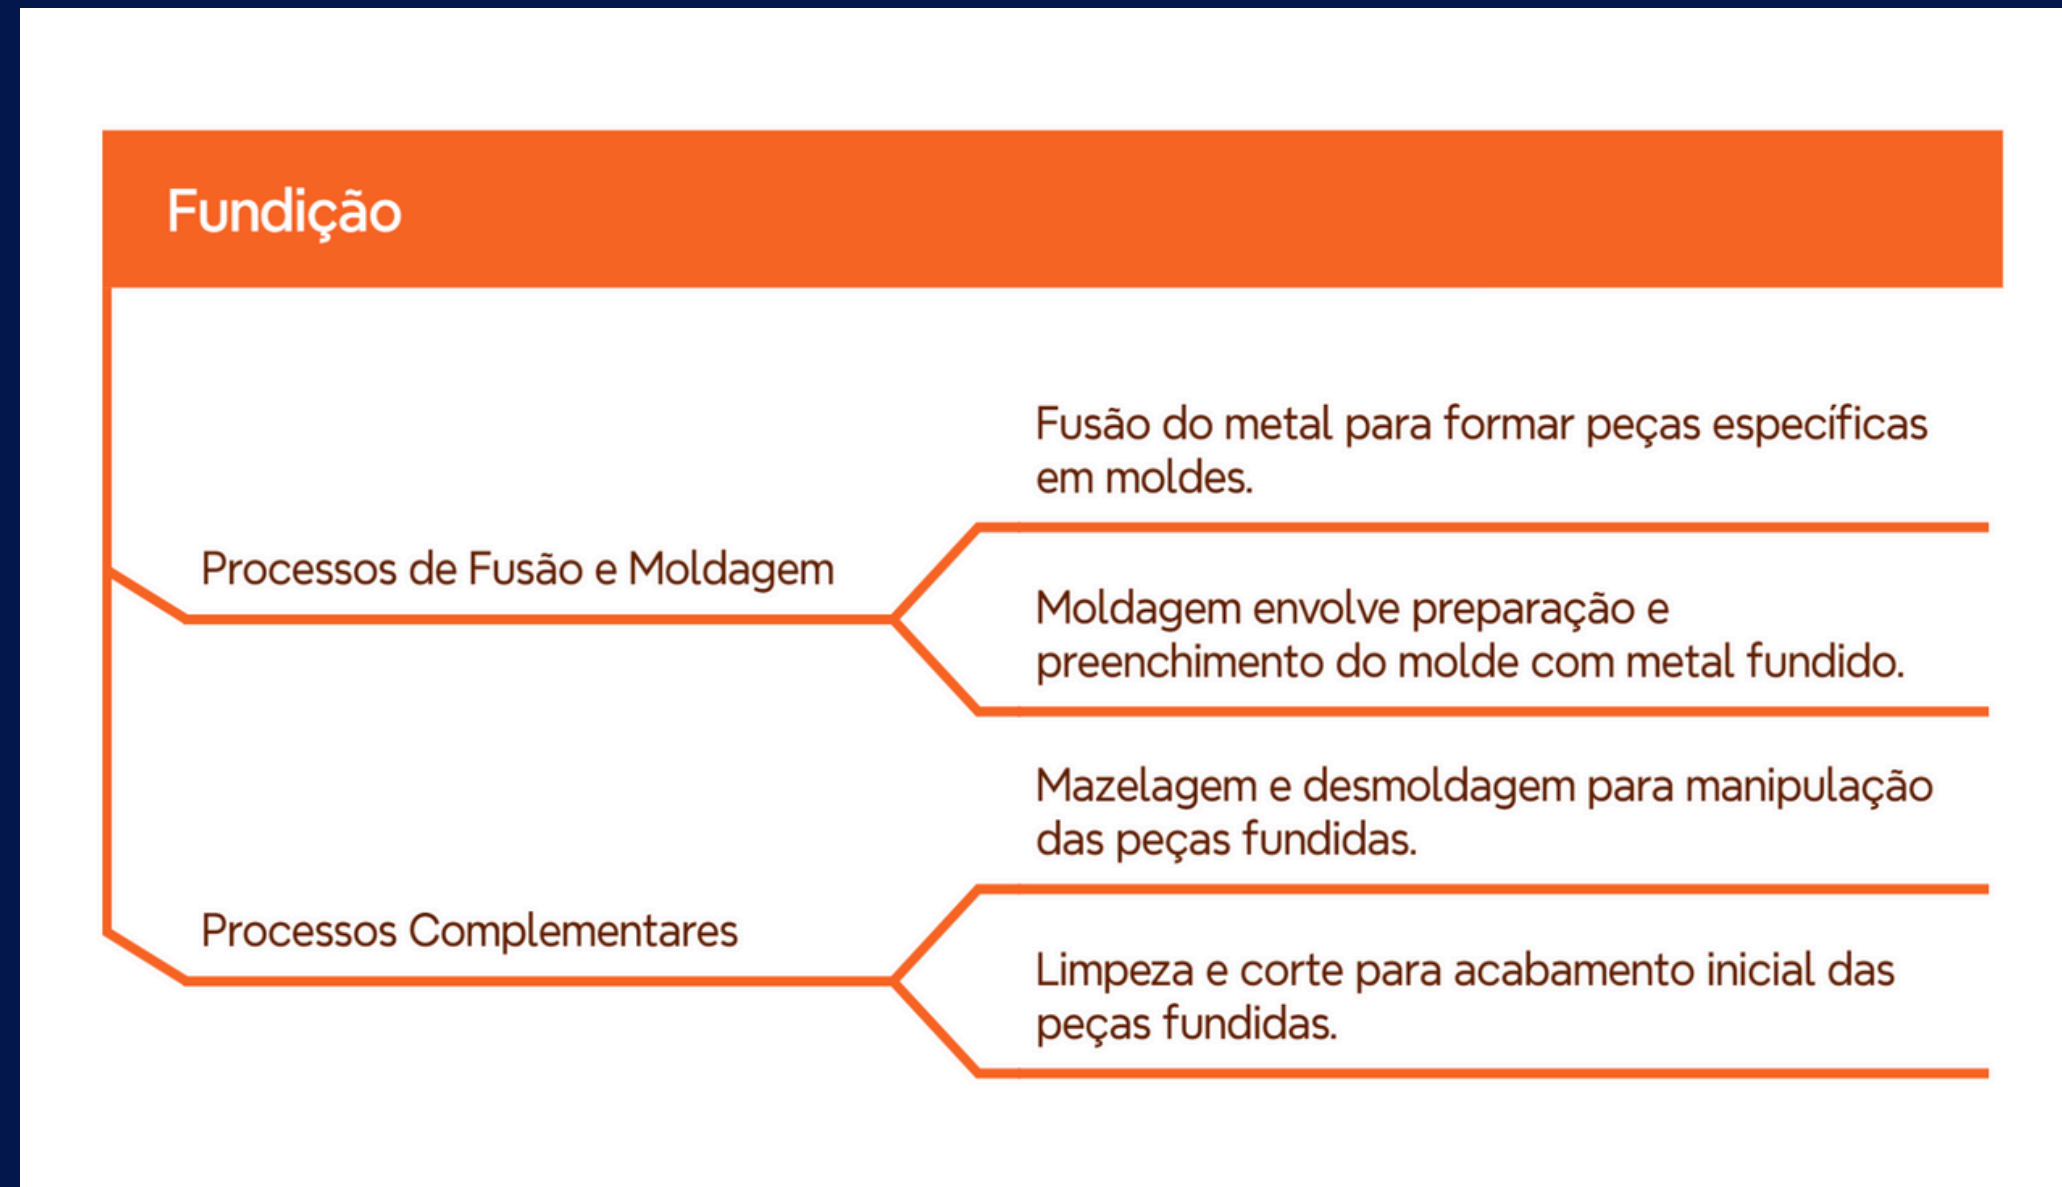 Fundição
Processos de Fusão e Moldagem
Fusão do metal para formar peças específicas
em moldes.
Moldagem envolve preparação e
preenchimento do molde com metal fundido.
Processos Complementares
Mazelagem e desmoldagem para manipulação
das peças fundidas.
Limpeza e corte para acabamento inicial das
peças fundidas.